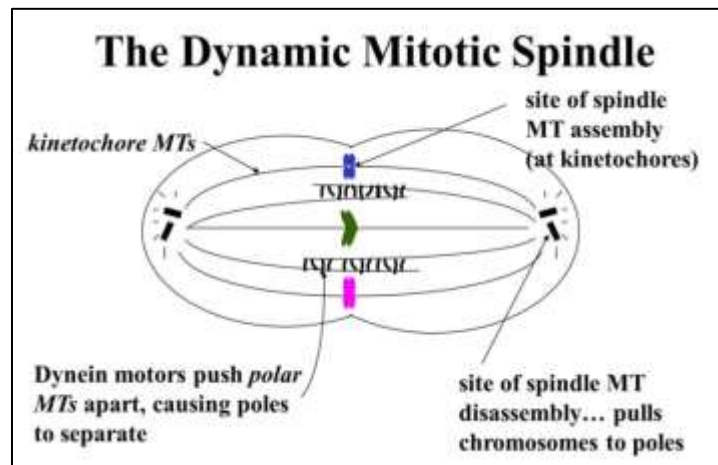 The Dynamic Mitotic Spindle
site of spindle
MT assembly
(at kinetochores)
kinetochore MTs
Dynein motors push polar
MTs apart, causing poles
to separate
site of spindle MT
disassembly... pulls
chromosomes to poles